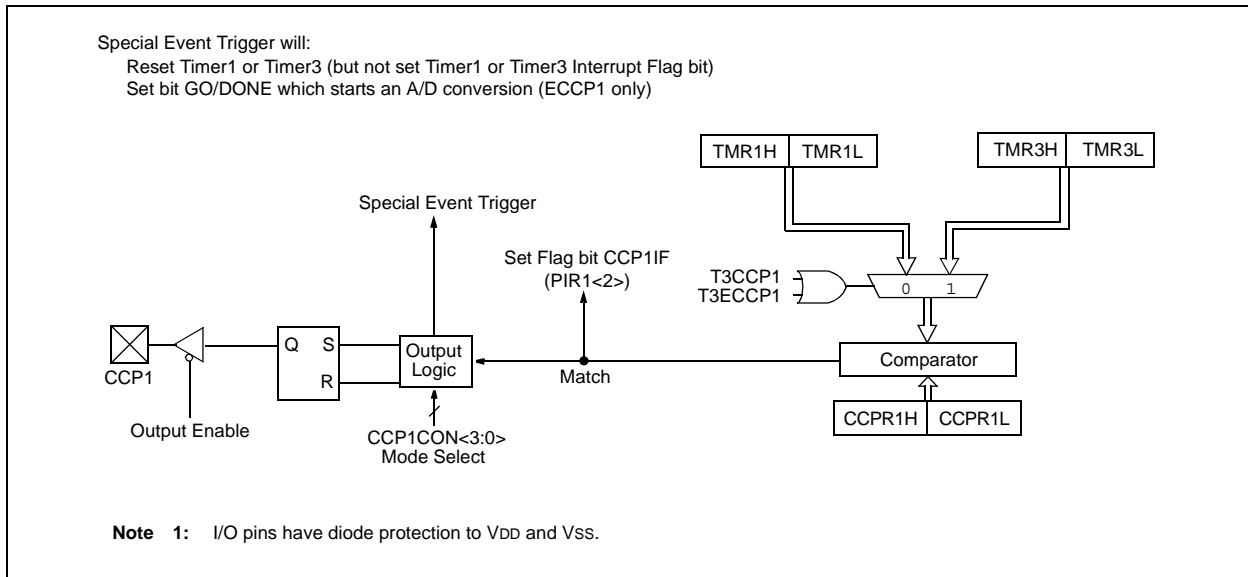 Special Event Trigger will:
Reset Timer1 or Timer3 (but not set Timer1 or Timer3 Interrupt Flag bit)
Set bit GO/DONE which starts an A/D conversion (ECCP1 only)
TMR1H TMR1L TMR3H TMR3L
Special Event Trigger
Set Flag bit CCP1IF
(PIR1<2>)
T3CCP1
T3ECCP1
0 1
Q S
R
Output
Logic
Comparator
CCP1
Match
Output Enable
CCP1CON<3:0>
Mode Select
CCPR1H CCPR1L
Note 1: I/O pins have diode protection to VDD and VSS.